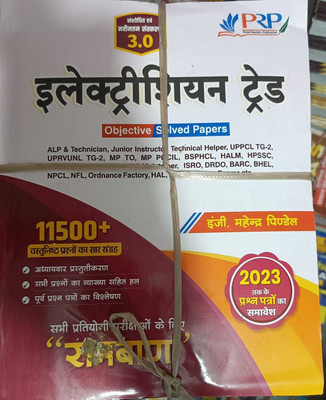 संशोधित एवं
नवीनतम संस्करण
3.0
PRP
इलेक्ट्रीशियन ट्रेड
Objective Solved Papers
ALP & Technician, Junior Instructor, Technical Helper, UPPCL TG-2,
UPRVUNL TG-2, MP TO, MP PGCIL, BSPHCL, HALM, HPSSC,
ISRO, DRDO, BARC, BHEL,
NPCL, NFL, Ordnance Factory, HAL,
11500+
वस्तुनिष्ठ प्रश्नों का सार संग्रह
इंजी. महेन्द्र पिण्डेल
अध्यायवार प्रस्तुतीकरण
सभी प्रश्नों का व्याख्या सहित हल
पूर्व प्रश्न पत्रों का विश्लेषण
2023
तक के
प्रश्न पत्रों का
समावेश
सभी प्रतियोगी परीक्षाओं के लिए
"रामबाण"